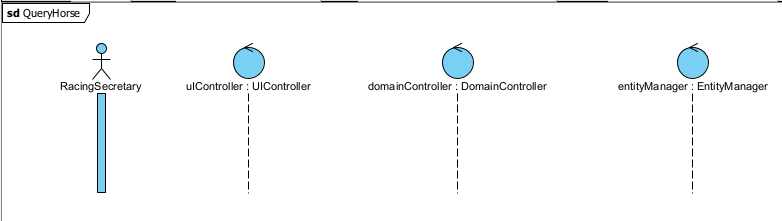 sd QueryHorse
RacingSecretary
uIController : UIController
domainController : DomainController
entityManager : EntityManager